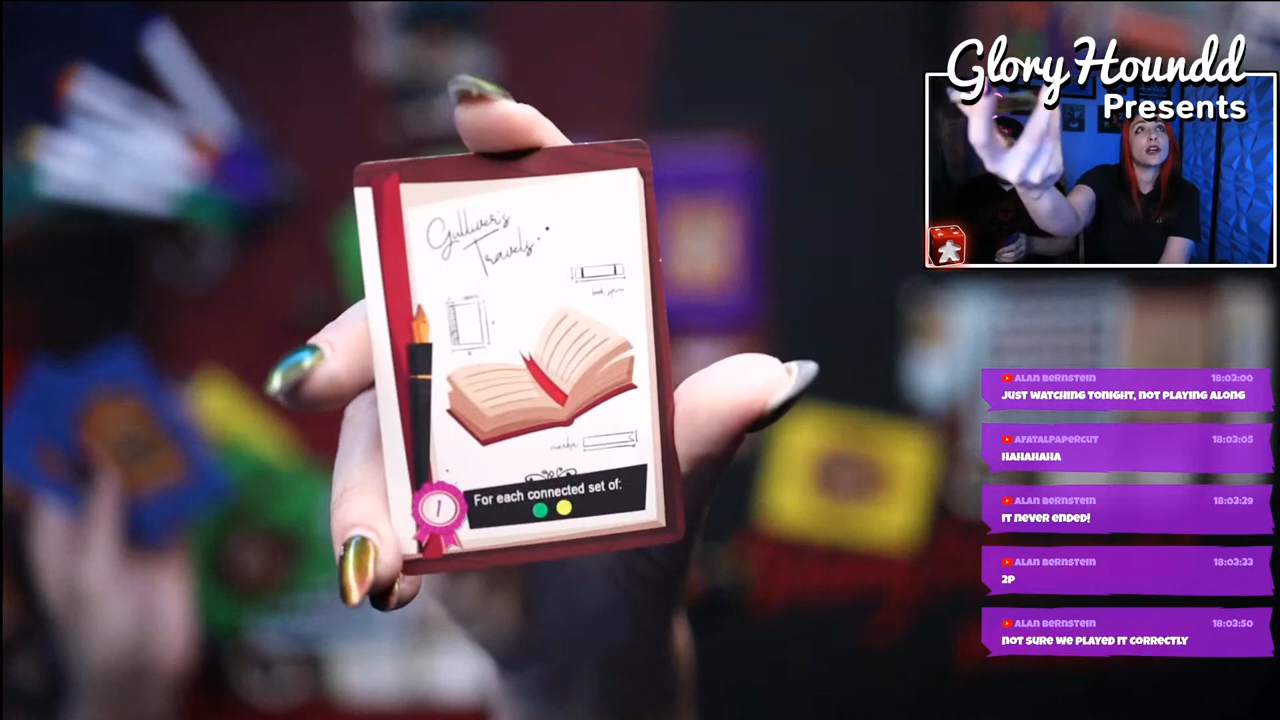 Glory Houndd
Presents
Gulliver's
Travels
1
For each connected set of:
Alan Bernstein 18:03:00
Just watching tonight, not playing along
afatalpapercut 18:03:05
hahahaha
Alan Bernstein 18:03:29
it never ended!
Alan Bernstein 18:03:33
2P
Alan Bernstein 18:03:50
not sure we played it correctly